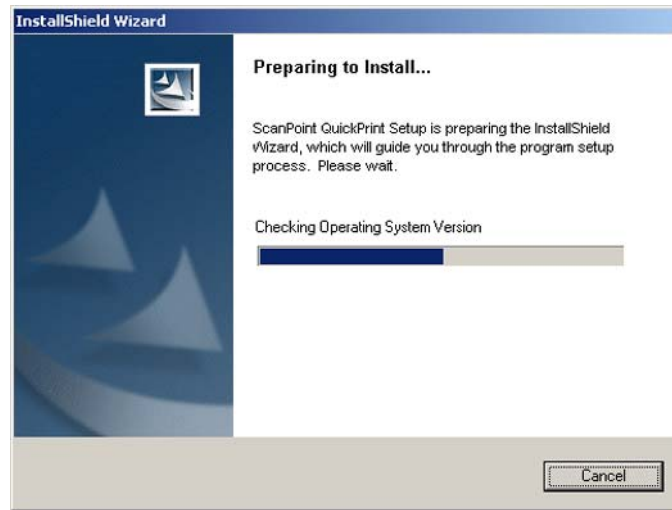 InstallShield Wizard
Preparing to Install...
ScanPoint QuickPrint Setup is preparing the InstallShield
Wizard, which will guide you through the program setup
process. Please wait.
Checking Operating System Version
Cancel